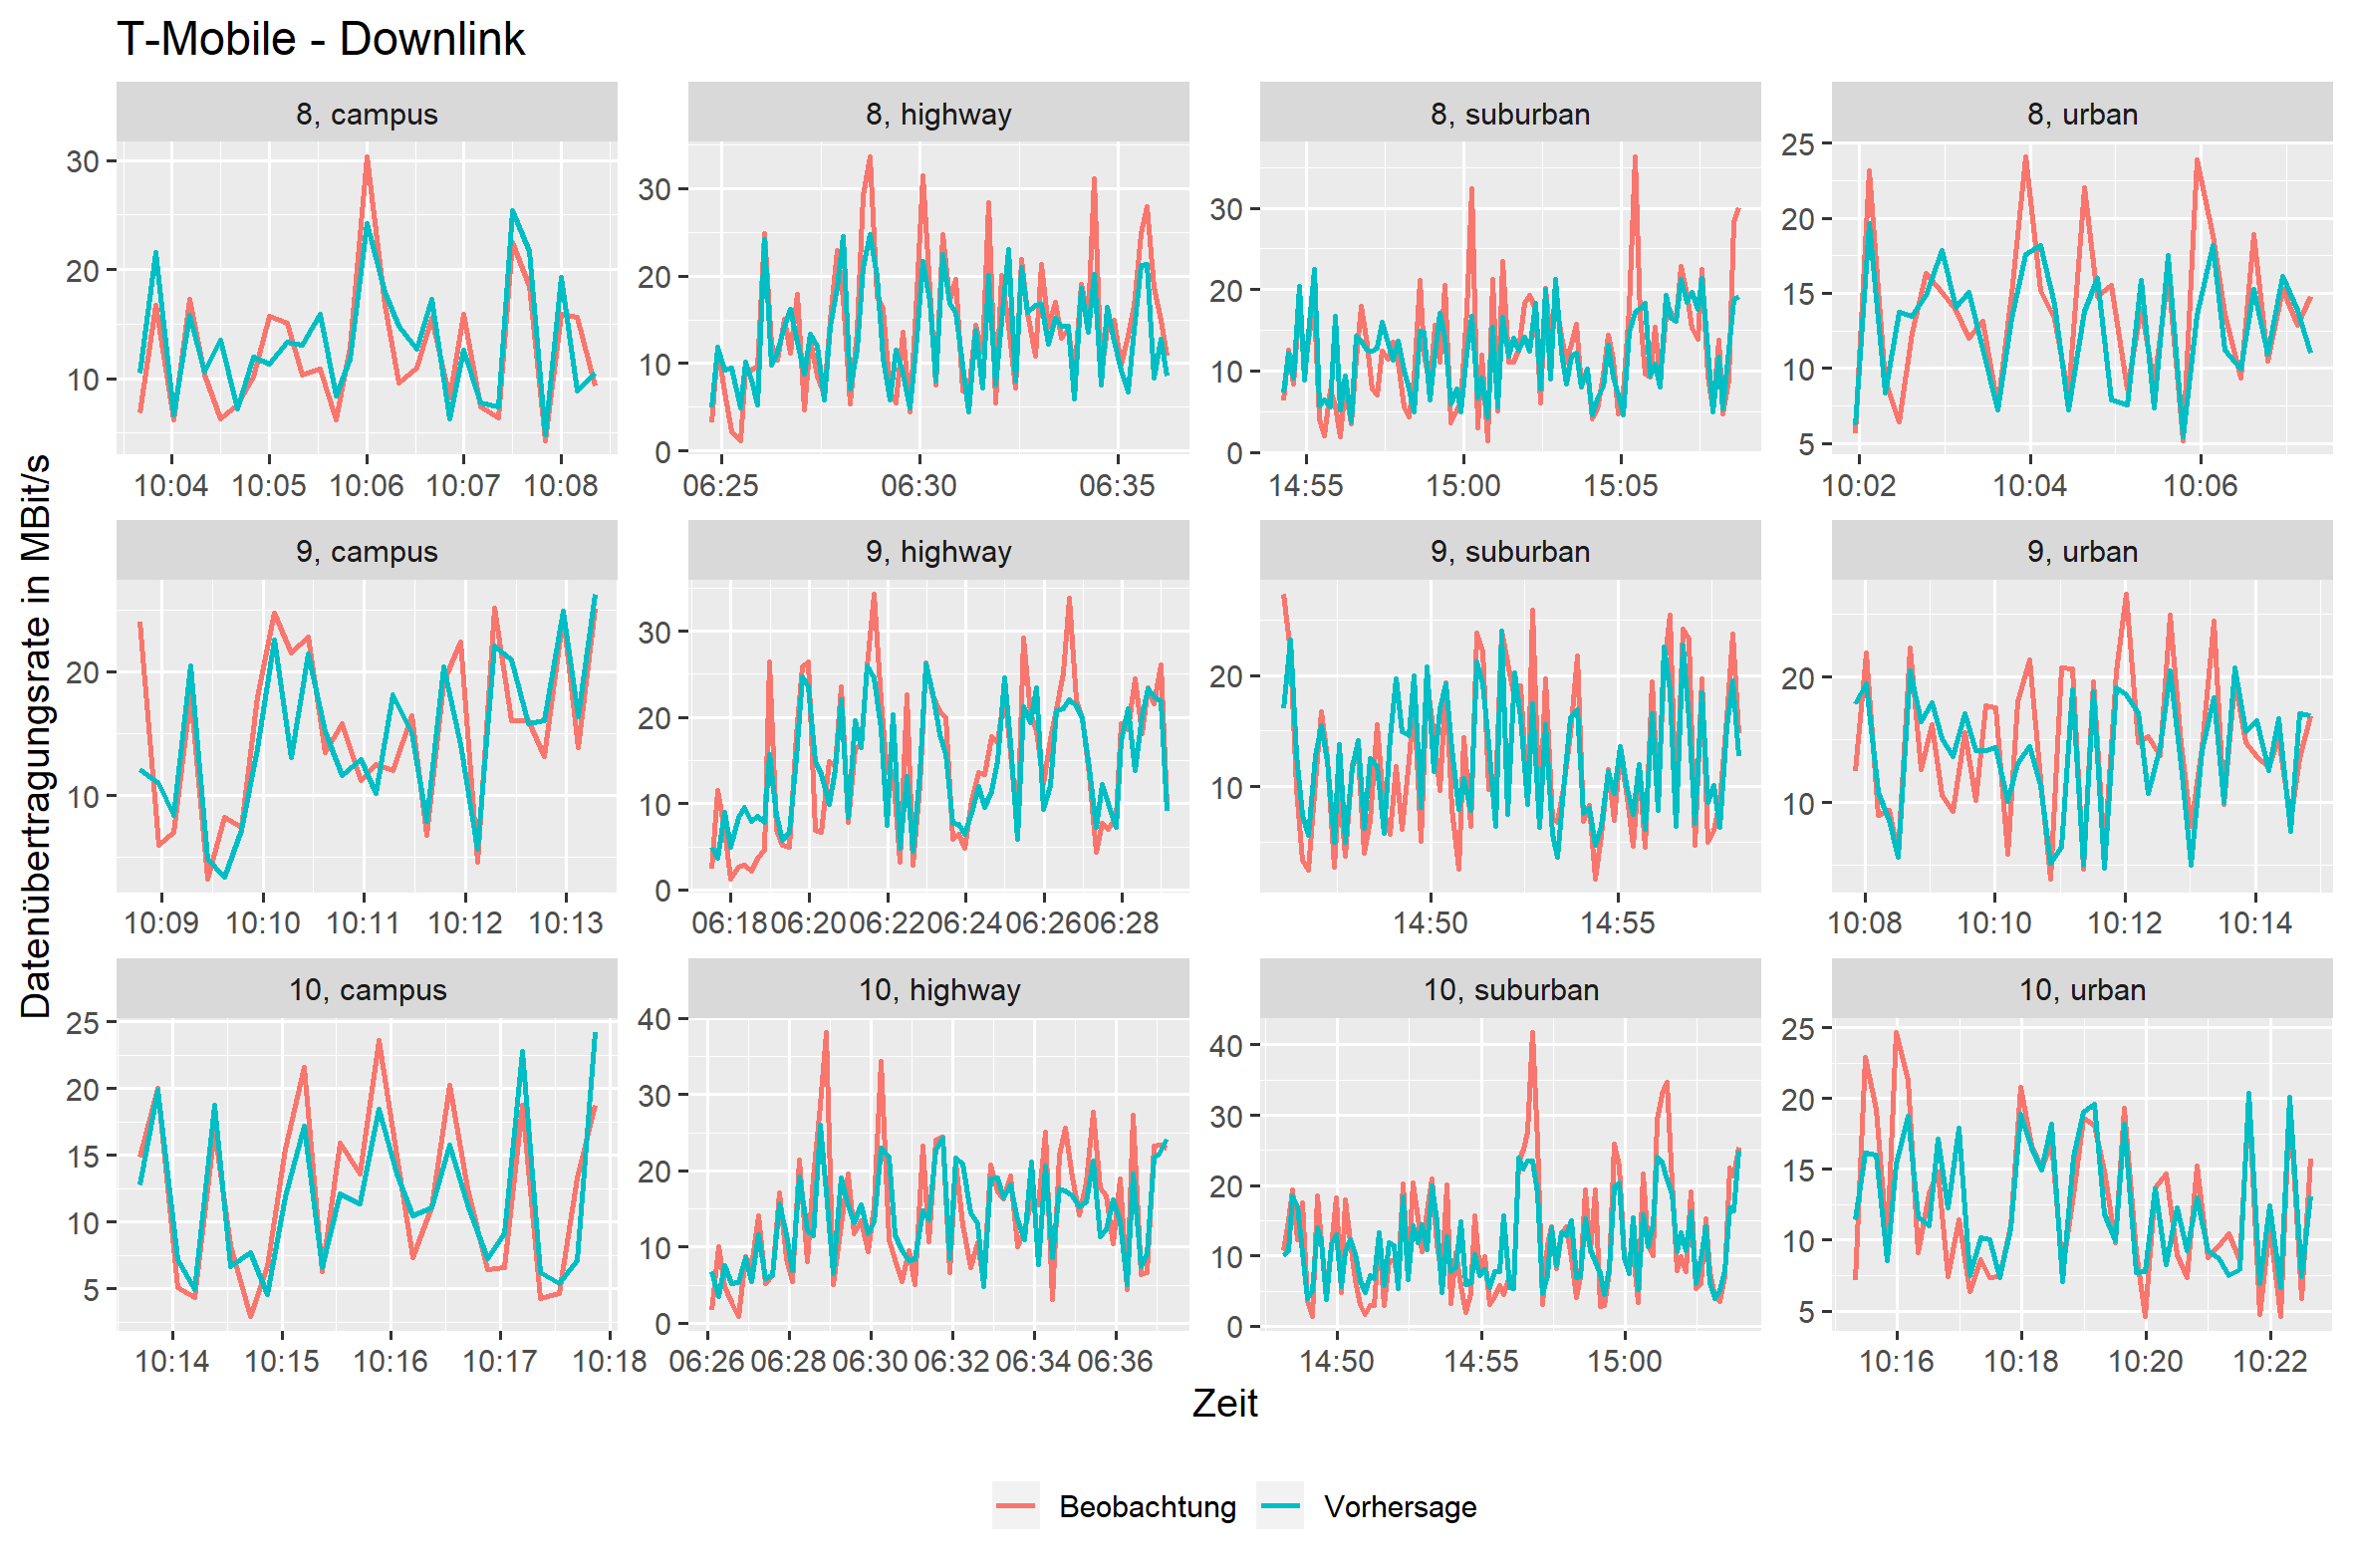 T-Mobile - Downlink
8, campus
8, highway
8, suburban
8, urban
30
20
10
10:04 10:05 10:06 10:07 10:08
30
20
10
0
06:25 06:30 06:35
30
20
10
0
14:55 15:00 15:05
25
20
15
10
5
10:02 10:04 10:06
9, campus
9, highway
9, suburban
9, urban
20
10
10:09 10:10 10:11 10:12 10:13
30
20
10
0
06:18 06:20 06:22 06:24 06:26 06:28
20
10
14:50 14:55
20
10
10:08 10:10 10:12 10:14
10, campus
10, highway
10, suburban
10, urban
25
20
15
10
5
10:14 10:15 10:16 10:17 10:18
40
30
20
10
0
06:26 06:28 06:30 06:32 06:34 06:36
40
30
20
10
0
14:50 14:55 15:00
25
20
15
10
5
10:16 10:18 10:20 10:22
Datenübertragungsrate in MBit/s
Zeit
Beobachtung Vorhersage